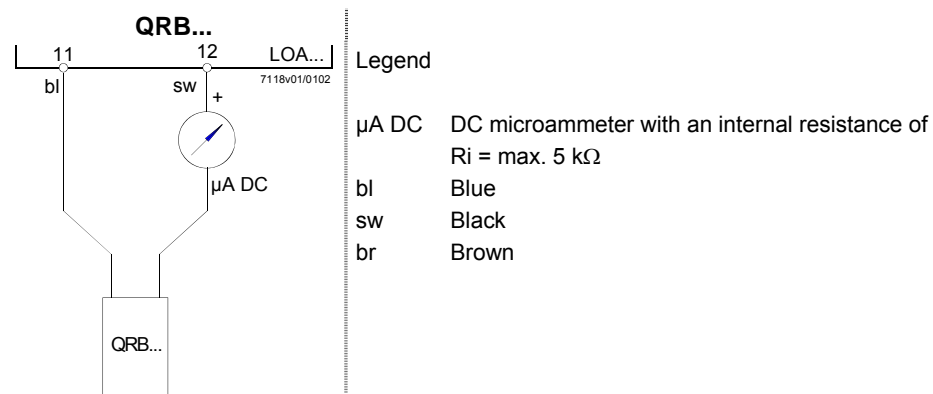 QRB...
11 12 LOA...
7118v01/0102
bl sw
+
µA DC
QRB...
Legend
µA DC DC microammeter with an internal resistance of
Ri = max. 5 kΩ
bl Blue
sw Black
br Brown